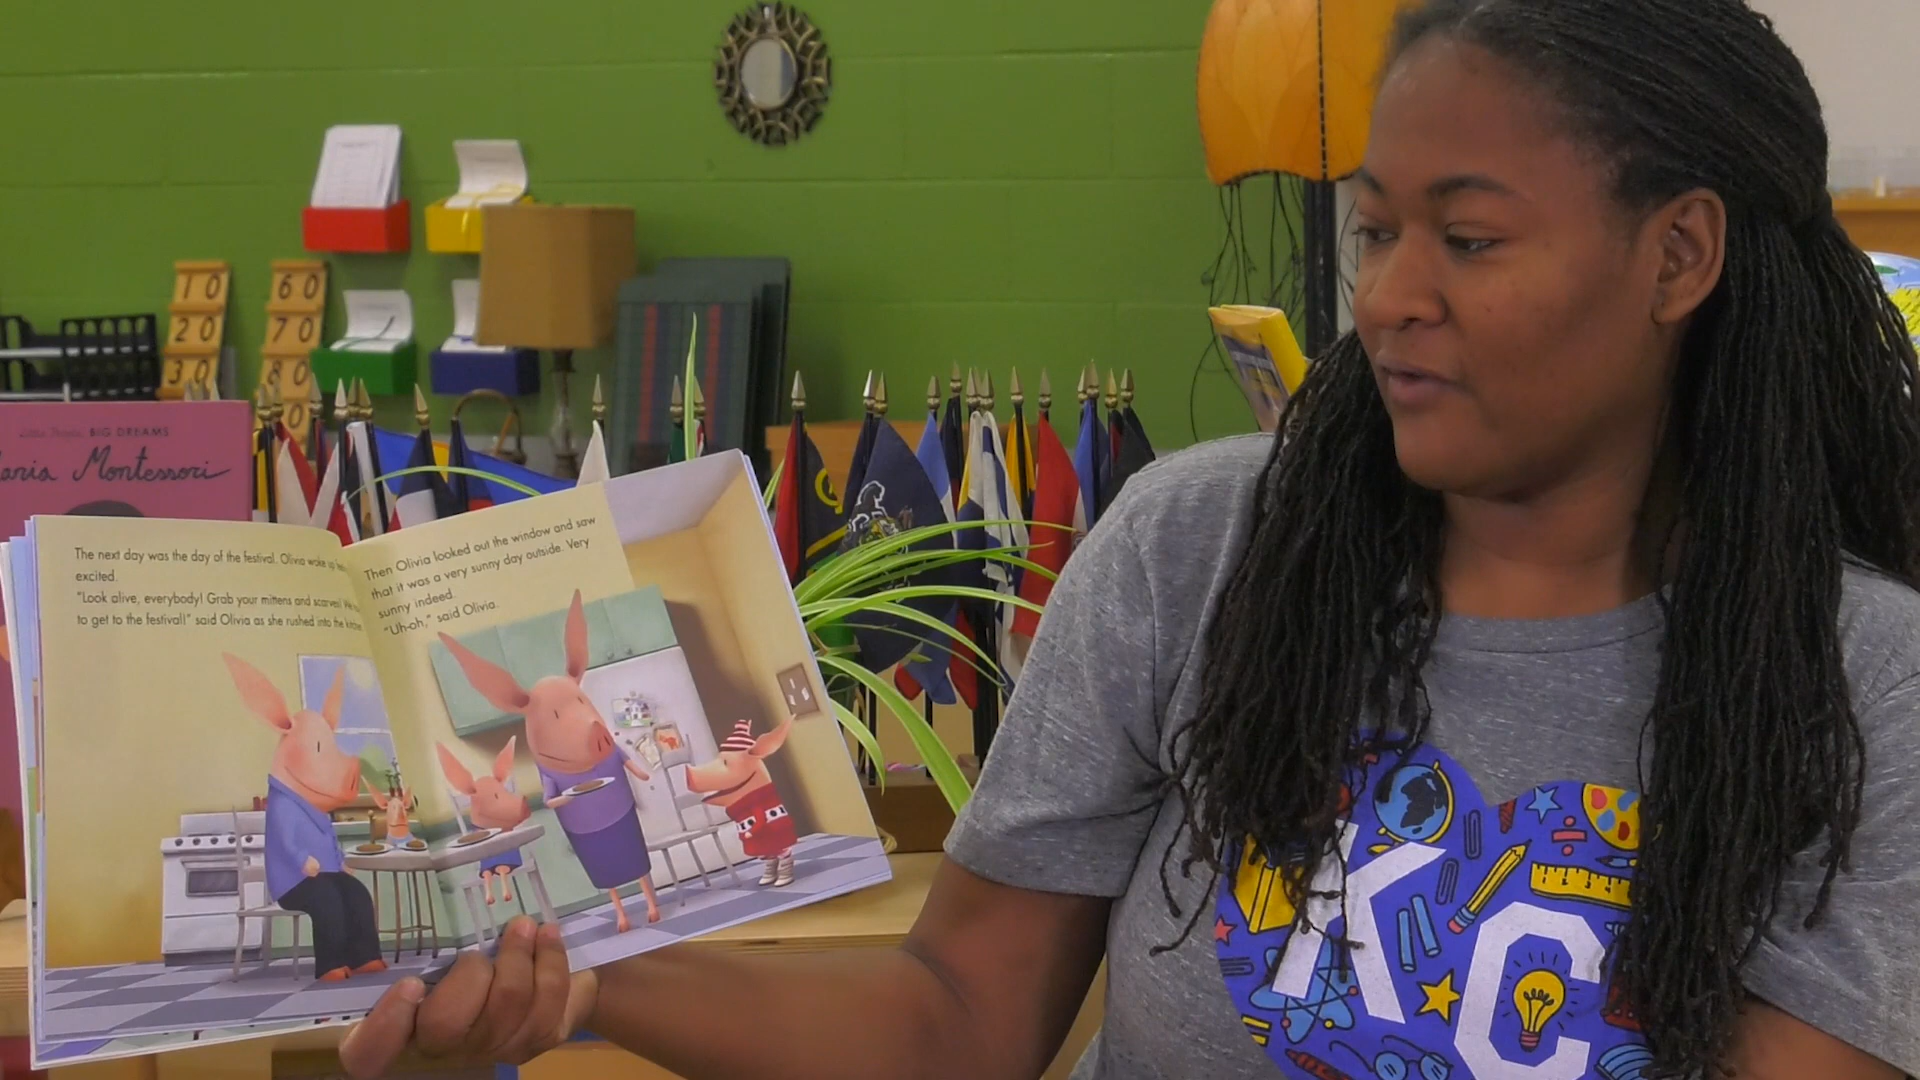 10
20
30
60
70
80
Little People, BIG DREAMS
Maria Montessori
The next day was the day of the festival. Olivia woke up
excited.
"Look alive, everybody! Grab your mittens and scarves!
to get to the festival!" said Olivia as she rushed into the
Then Olivia looked out the window and saw
that it was a very sunny day outside. Very
sunny indeed.
"Uh-oh," said Olivia.
KC